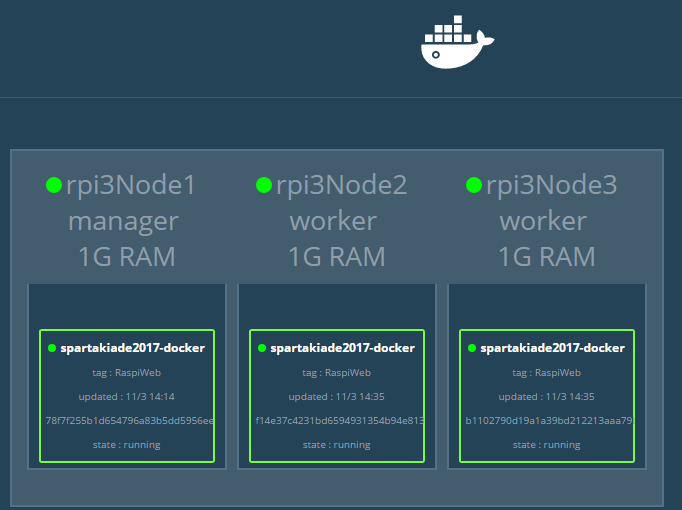 rpi3Node1
manager
1G RAM
spartakiade2017-docker
tag : RaspiWeb
updated : 11/3 14:14
78f7f255b1d654796a83b5dd5956ee
state : running
rpi3Node2
worker
1G RAM
spartakiade2017-docker
tag : RaspiWeb
updated : 11/3 14:35
f14e37c4231bd6594931354b94e813
state : running
rpi3Node3
worker
1G RAM
spartakiade2017-docker
tag : RaspiWeb
updated : 11/3 14:35
b1102790d19a1a39bd212213aaa79
state : running